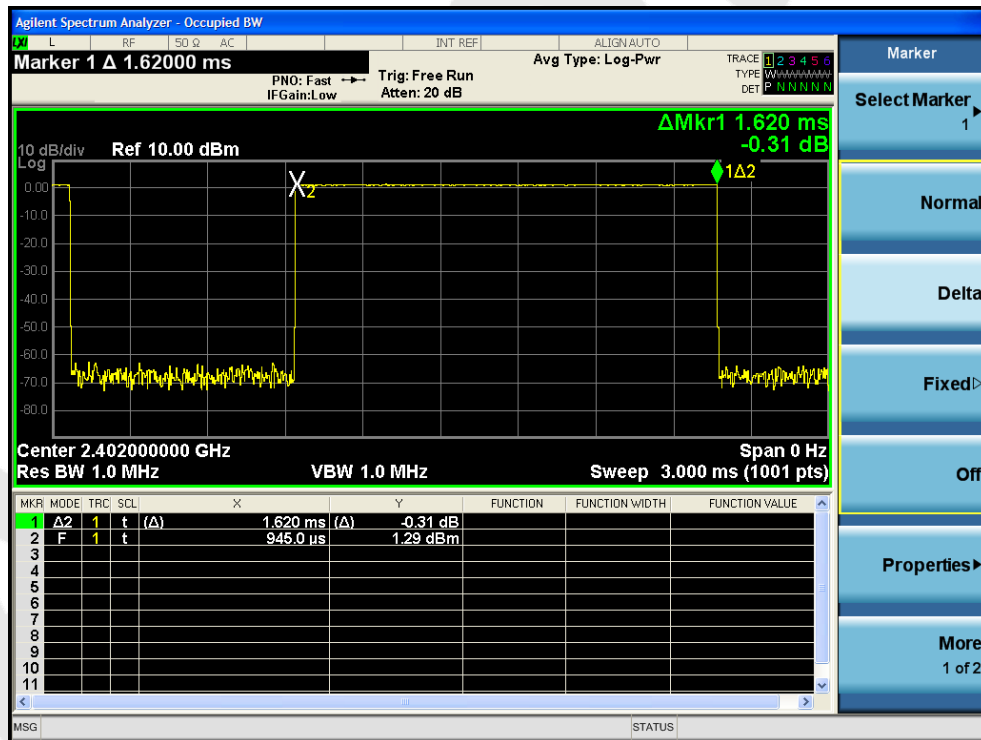 Agilent Spectrum Analyzer - Occupied BW
LXI L RF 50 Ω AC INT REF ALIGNAUTO
Marker 1 Δ 1.62000 ms
PNO: Fast
IFGain:Low
Trig: Free Run
Atten: 20 dB
Avg Type: Log-Pwr
TRACE 1 2 3 4 5 6
TYPE
DET P N N N N N
ΔMkr1 1.620 ms
-0.31 dB
10 dB/div Ref 10.00 dBm
Log
1Δ2
X2
0.00
-10.0
-20.0
-30.0
-40.0
-50.0
-60.0
-70.0
-80.0
Center 2.402000000 GHz Span 0 Hz
Res BW 1.0 MHz VBW 1.0 MHz Sweep 3.000 ms (1001 pts)
MKR MODE TRC SCL X Y FUNCTION FUNCTION WIDTH FUNCTION VALUE
1 Δ2 1 t (Δ) 1.620 ms (Δ) -0.31 dB
2 F 1 t 945.0 µs 1.29 dBm
3
4
5
6
7
8
9
10
11
MSG STATUS
Marker
Select Marker
1
Normal
Delta
Fixed
Off
Properties
More
1 of 2